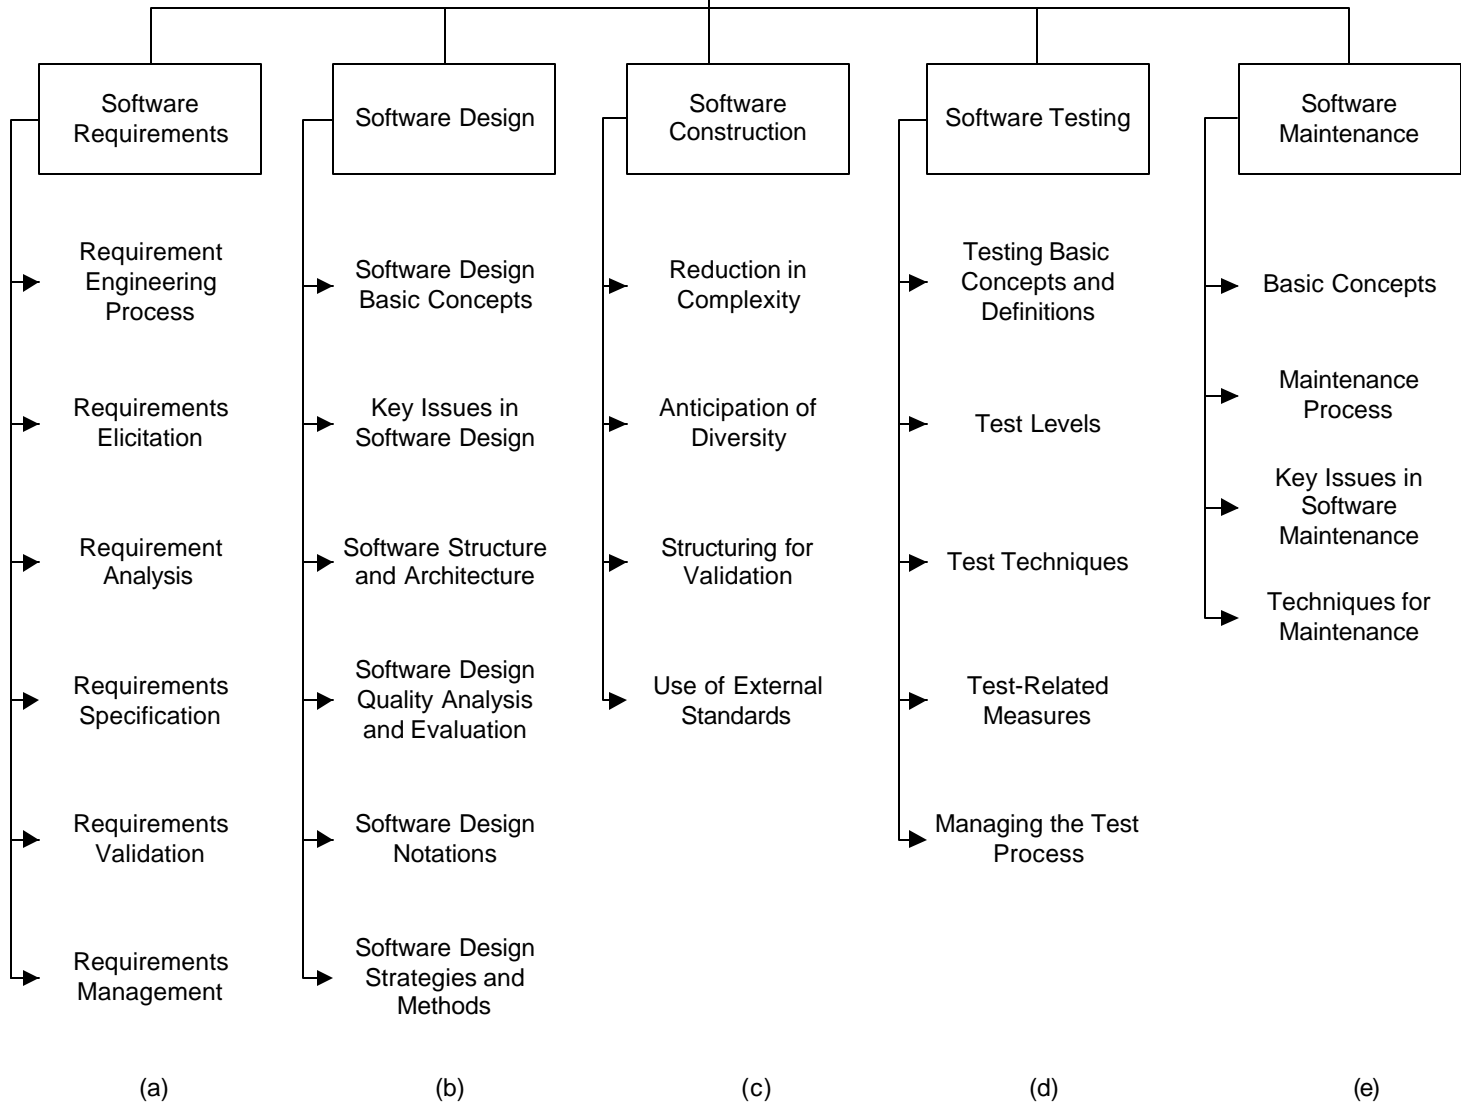 Software
Requirements
Requirement
Engineering
Process
Requirements
Elicitation
Requirement
Analysis
Requirements
Specification
Requirements
Validation
Requirements
Management
(a)
Software Design
Software Design
Basic Concepts
Key Issues in
Software Design
Software Structure
and Architecture
Software Design
Quality Analysis
and Evaluation
Software Design
Notations
Software Design
Strategies and
Methods
(b)
Software
Construction
Reduction in
Complexity
Anticipation of
Diversity
Structuring for
Validation
Use of External
Standards
(c)
Software Testing
Testing Basic
Concepts and
Definitions
Test Levels
Test Techniques
Test-Related
Measures
Managing the Test
Process
(d)
Software
Maintenance
Basic Concepts
Maintenance
Process
Key Issues in
Software
Maintenance
Techniques for
Maintenance
(e)